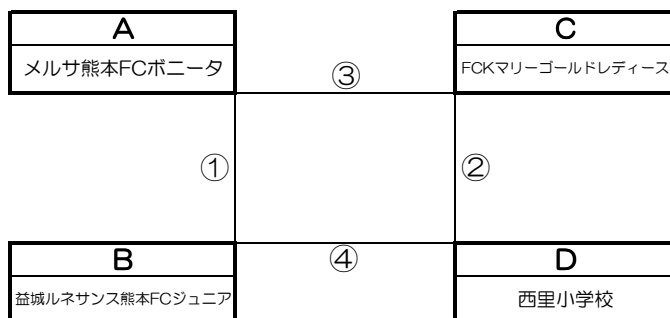 A
メルサ熊本FCボニータ
C
FCKマリーゴールドレディース
③
①
②
B
益城ルネサンス熊本FCジュニア
④
D
西里小学校